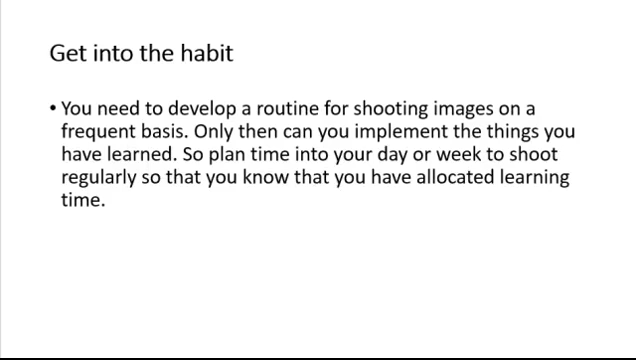 Get into the habit
• You need to develop a routine for shooting images on a
frequent basis. Only then can you implement the things you
have learned. So plan time into your day or week to shoot
regularly so that you know that you have allocated learning
time.